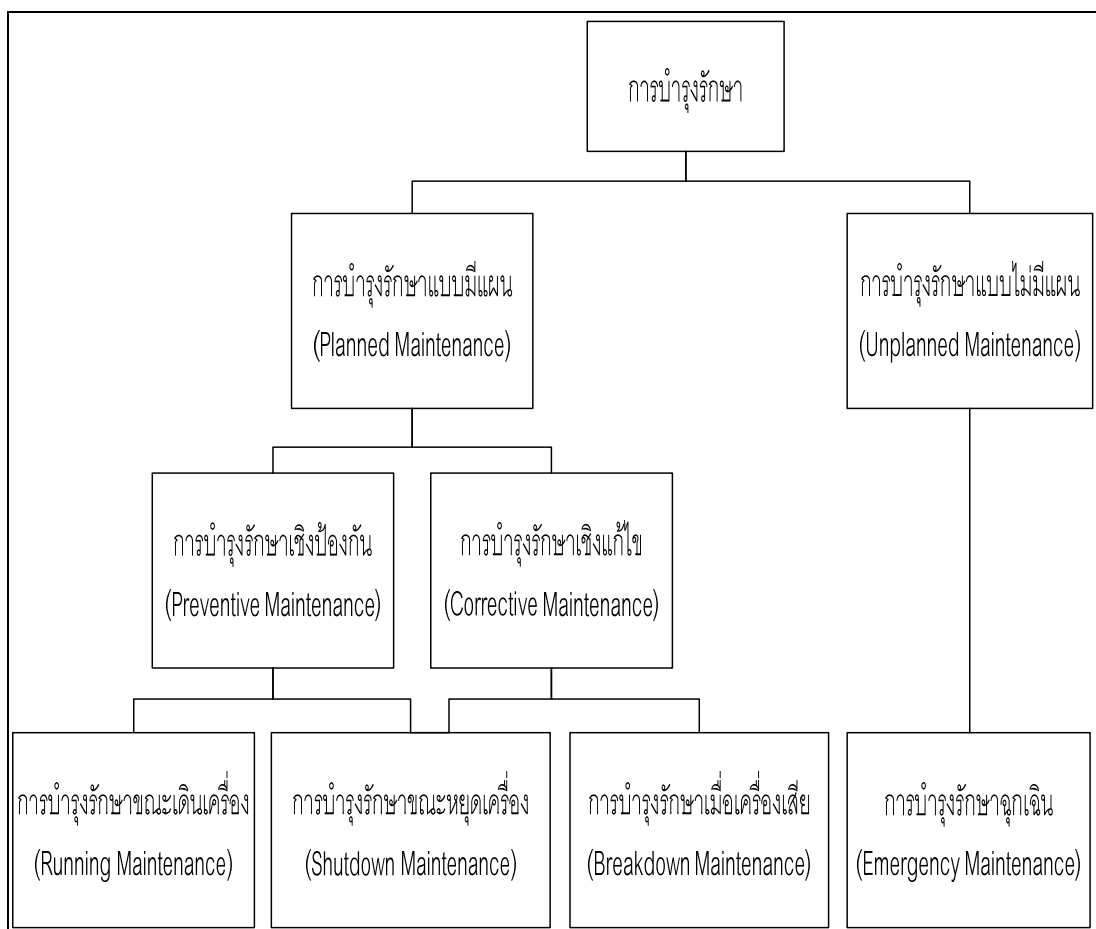 การบำรุงรักษา
การบำรุงรักษาแบบมีแผน
(Planned Maintenance)
การบำรุงรักษาแบบไม่มีแผน
(Unplanned Maintenance)
การบำรุงรักษาเชิงป้องกัน
(Preventive Maintenance)
การบำรุงรักษาเชิงแก้ไข
(Corrective Maintenance)
การบำรุงรักษาขณะเดินเครื่อง
(Running Maintenance)
การบำรุงรักษาขณะหยุดเครื่อง
(Shutdown Maintenance)
การบำรุงรักษาเมื่อเครื่องเสีย
(Breakdown Maintenance)
การบำรุงรักษาฉุกเฉิน
(Emergency Maintenance)